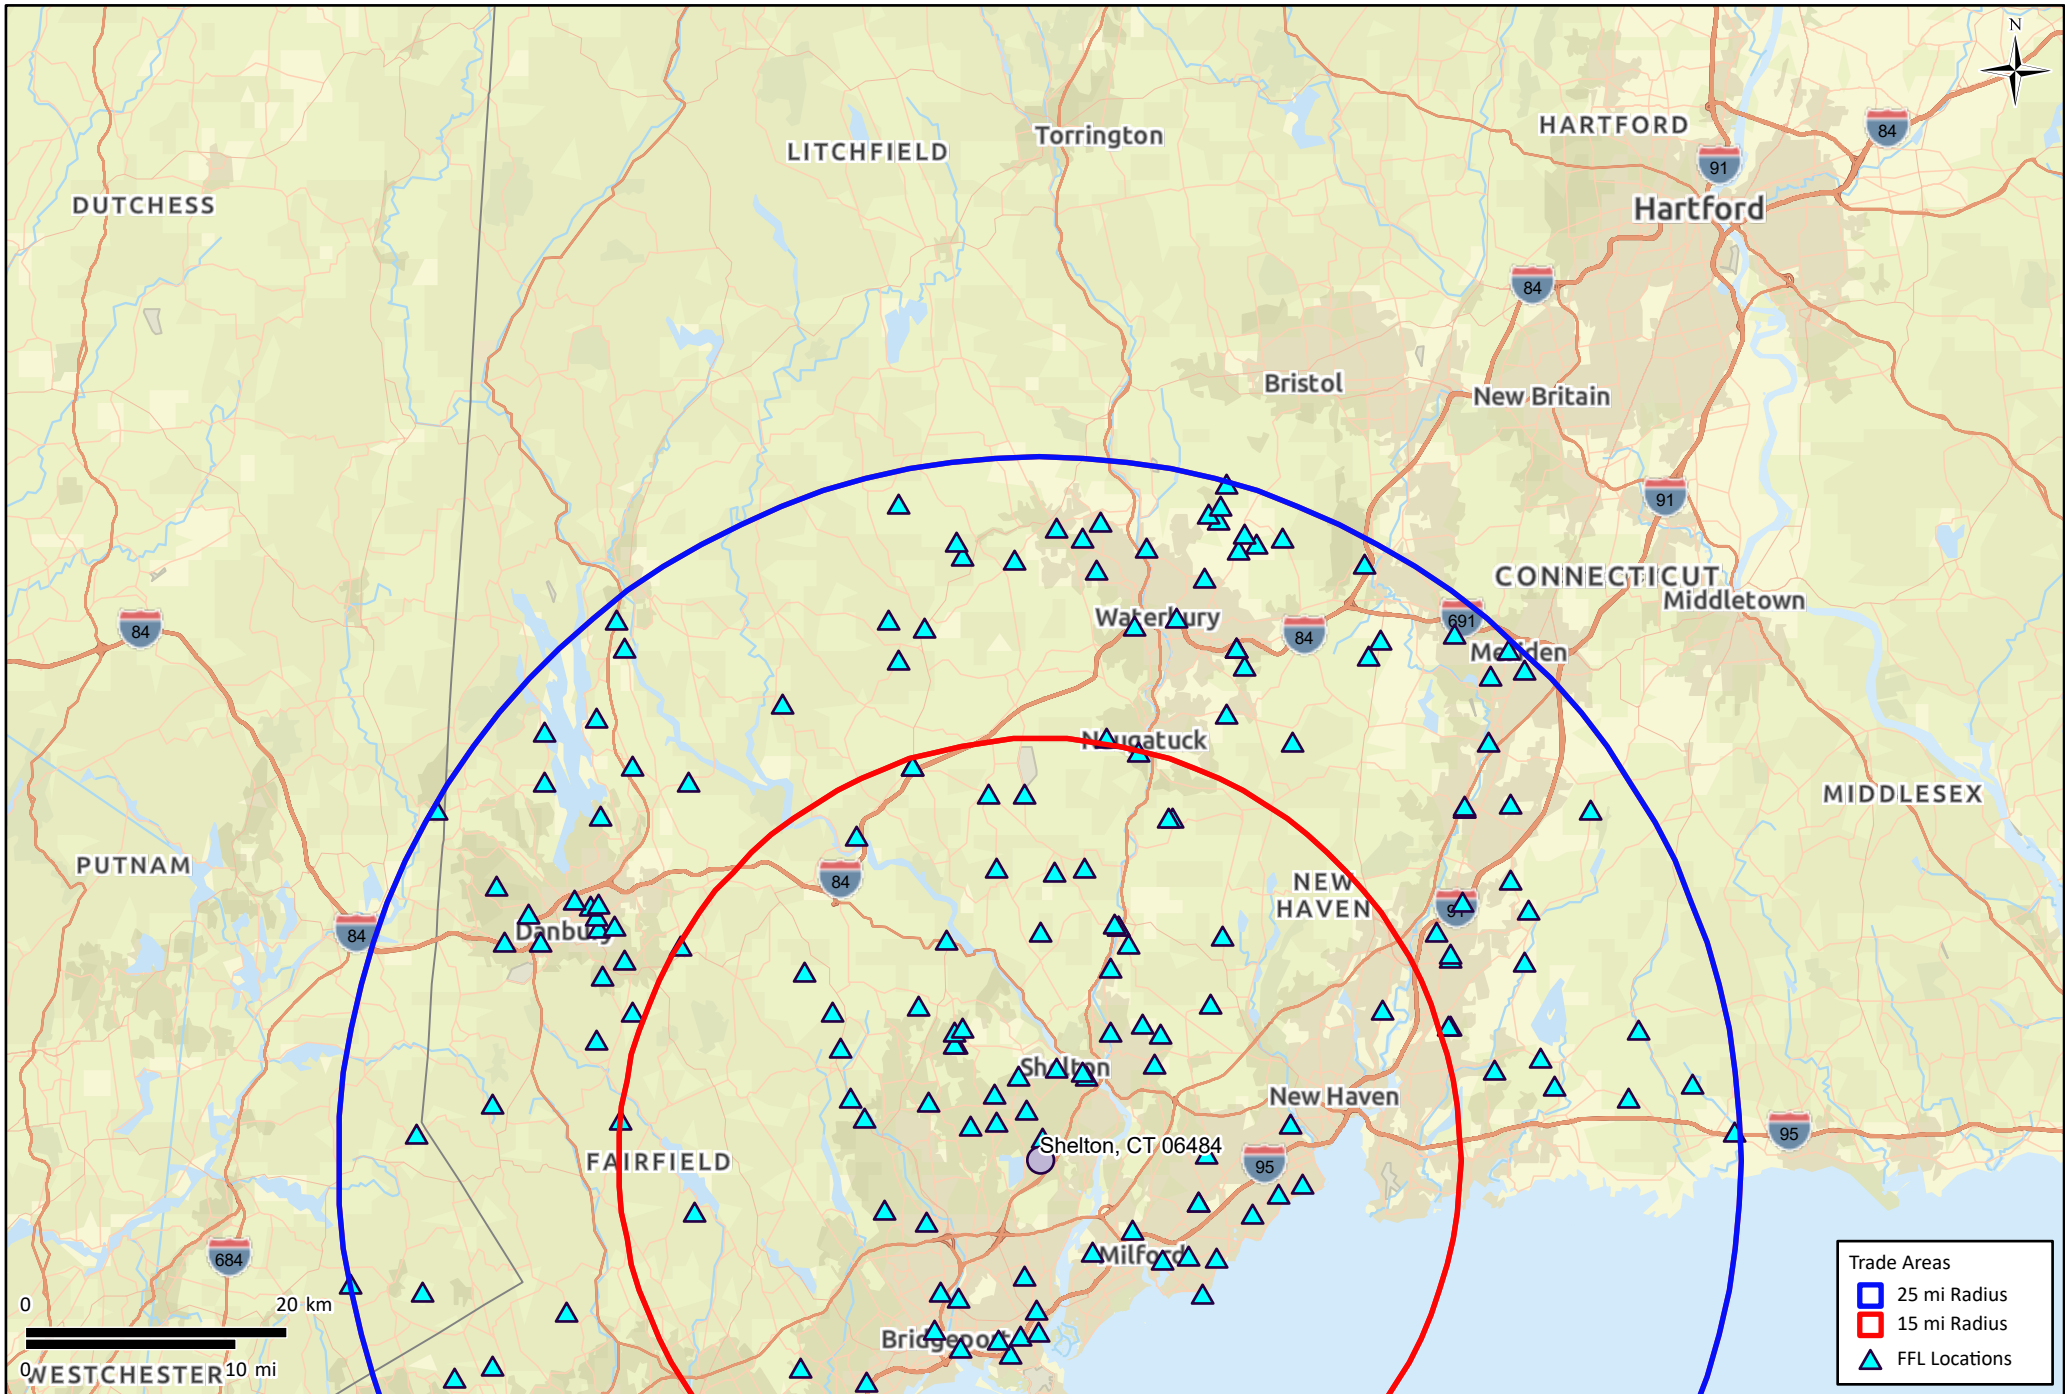 N
HARTFORD
84
Torrington
LITCHFIELD
91
DUTCHESS
Hartford
84
Bristol
New Britain
91
CONNECTICUT
Middletown
84
Waterbury
84
691
Meriden
Naugatuck
MIDDLESEX
PUTNAM
84
NEW
HAVEN
91
84
Danbury
Shelton
New Haven
95
Shelton, CT 06484
FAIRFIELD
95
684
Milford
Trade Areas
25 mi Radius
15 mi Radius
FFL Locations
0
20 km
Bridgeport
0
10 mi
WESTCHESTER